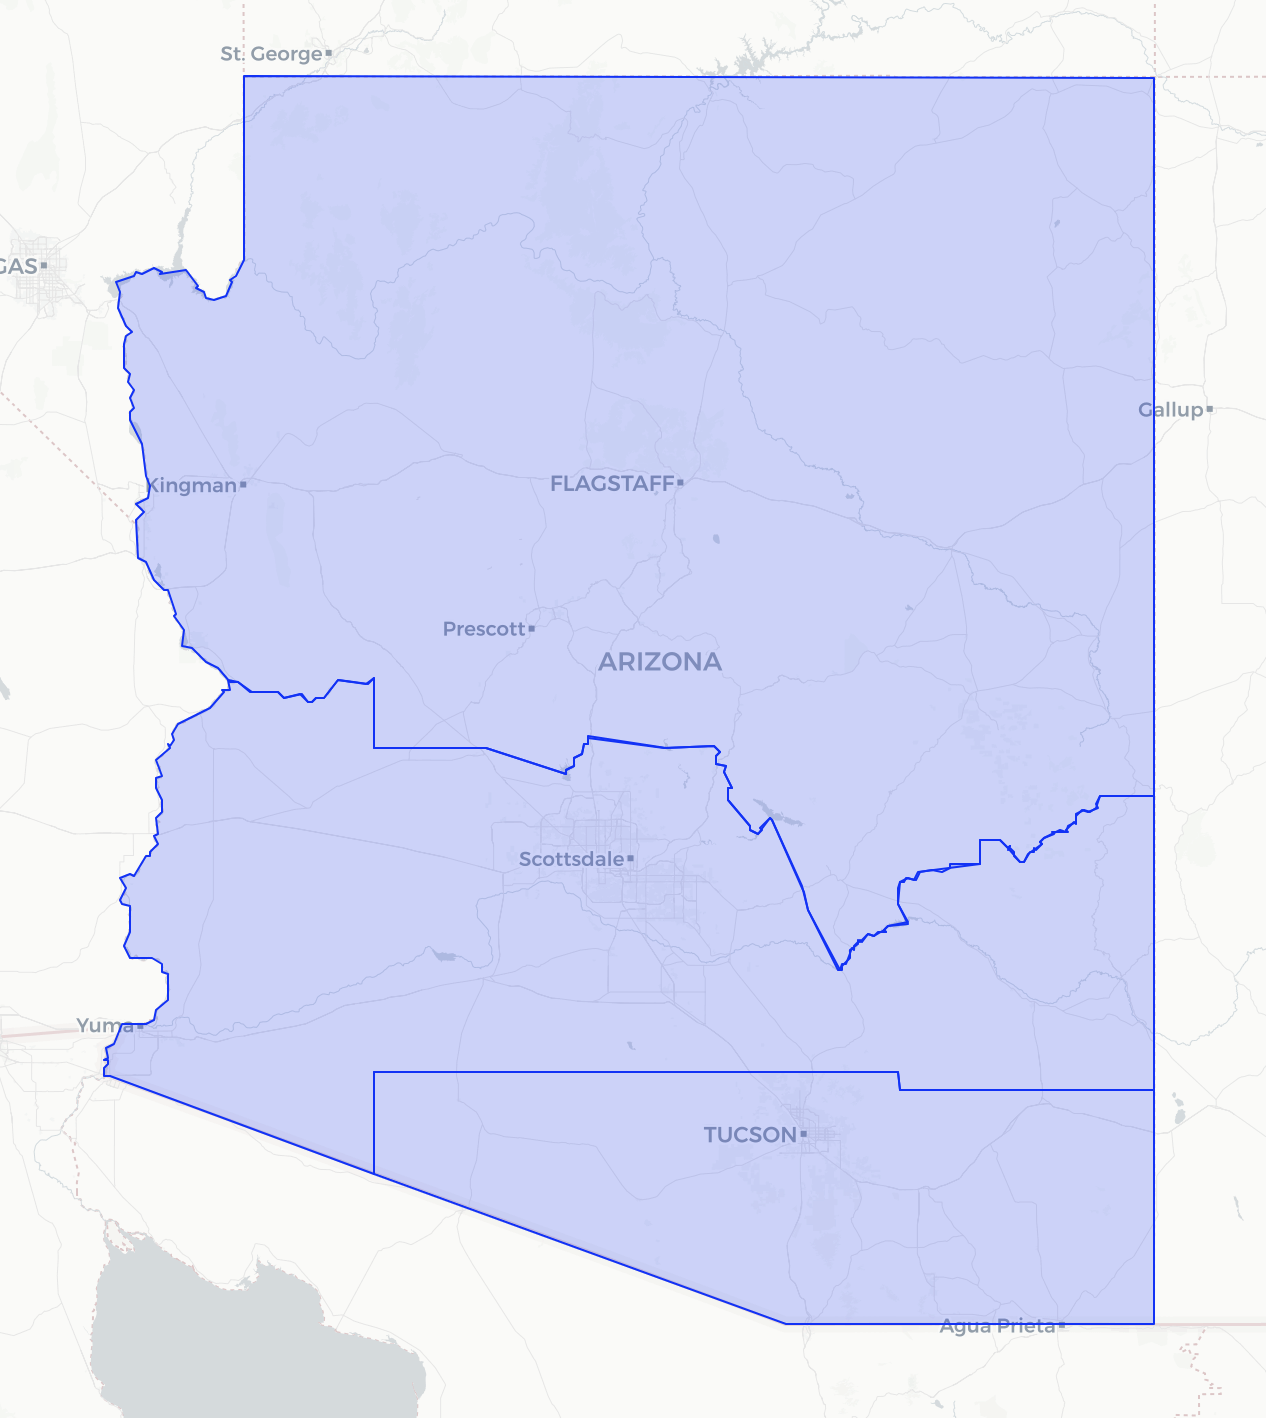 St. George
GAS
Gallup
Kingman
FLAGSTAFF
Prescott
ARIZONA
Scottsdale
Yuma
TUCSON
Agua Prieta